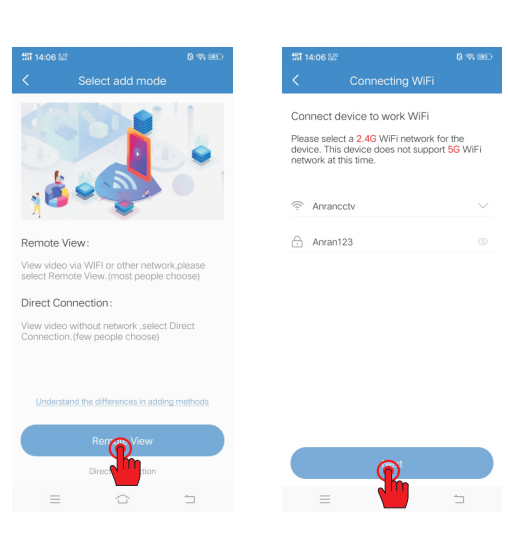 14:06
Select add mode
Remote View:
View video via WIFI or other network,please
select Remote View.(most people choose)
Direct Connection:
View video without network ,select Direct
Connection.(few people choose)
Understand the differences in adding methods
Remote View
14:06
Connecting WiFi
Connect device to work WiFi
Please select a 2.4G WiFi network for the
device. This device does not support 5G WiFi
network at this time.
Anrancctv
Anran123